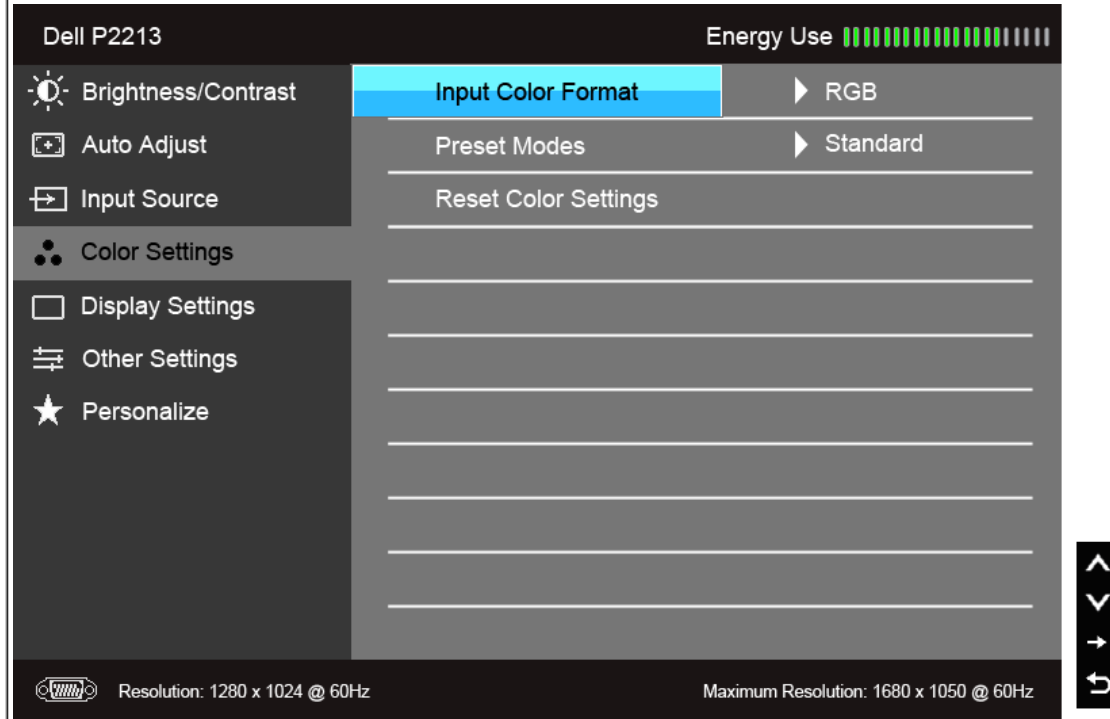 Dell P2213 Energy Use
Brightness/Contrast Input Color Format RGB
Auto Adjust Preset Modes Standard
Input Source Reset Color Settings
Color Settings
Display Settings
Other Settings
Personalize
Resolution: 1280 x 1024 @ 60Hz Maximum Resolution: 1680 x 1050 @ 60Hz